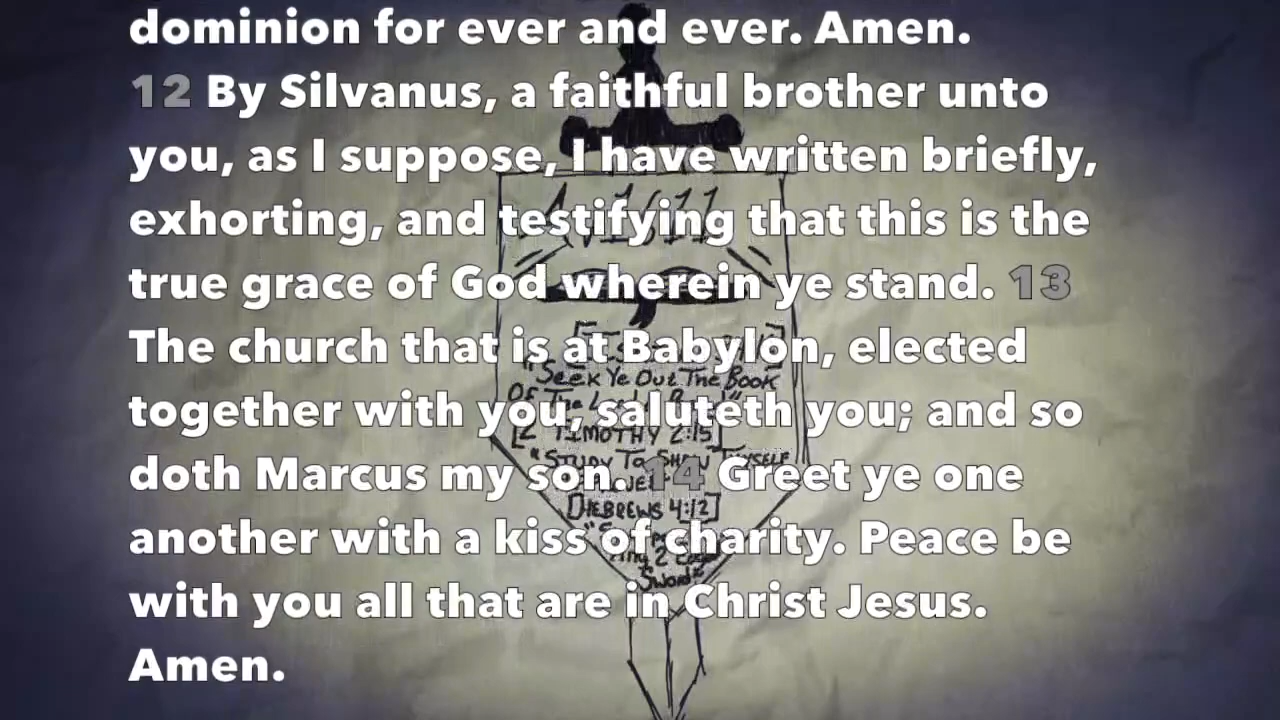 dominion for ever and ever. Amen.
12 By Silvanus, a faithful brother unto
you, as I suppose, I have written briefly,
exhorting, and testifying that this is the
true grace of God wherein ye stand. 13
The church that is at Babylon, elected
together with you, saluteth you; and so
doth Marcus my son. 14 Greet ye one
another with a kiss of charity. Peace be
with you all that are in Christ Jesus.
Amen.
1611
"Seek Ye Out The Book
Of The
2 TIMOTHY 2:15]
"STUDY To SHEW THYSELF
[HEBREWS 4:12]
Any 2
Sword"